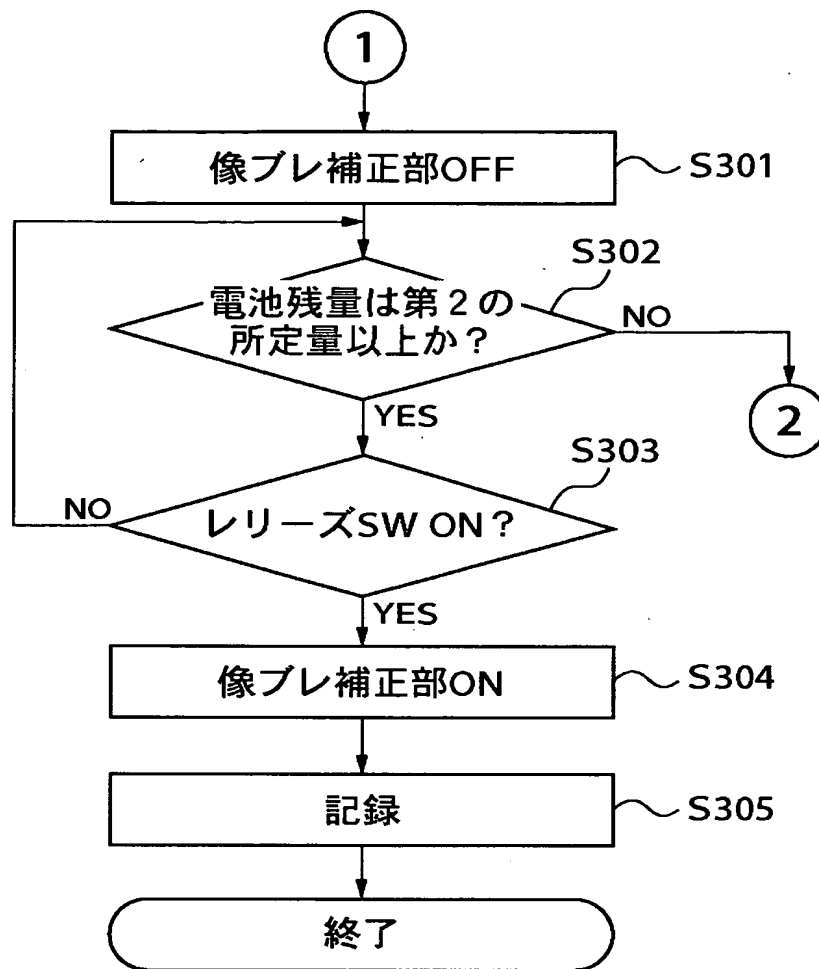 1
像ブレ補正部OFF
S301
S302
電池残量は第２の
所定量以上か？
NO
2
YES
S303
レリーズSW ON？
NO
YES
像ブレ補正部ON
S304
記録
S305
終了